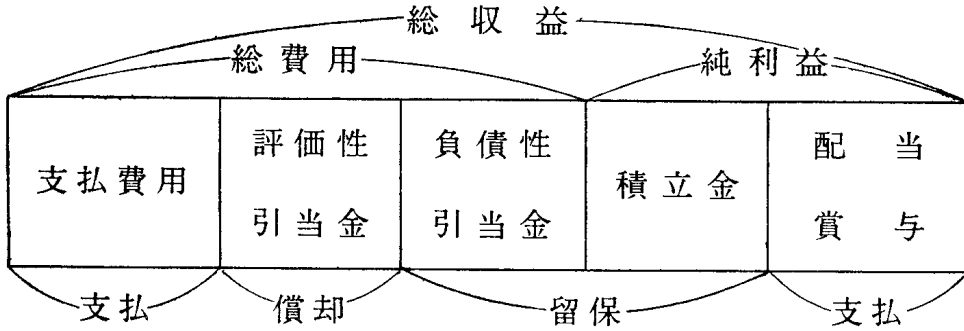 総収益
総費用 純利益
支払費用
評価性
引当金
負債性
引当金
積立金
配当
賞与
支払 償却 留保 支払